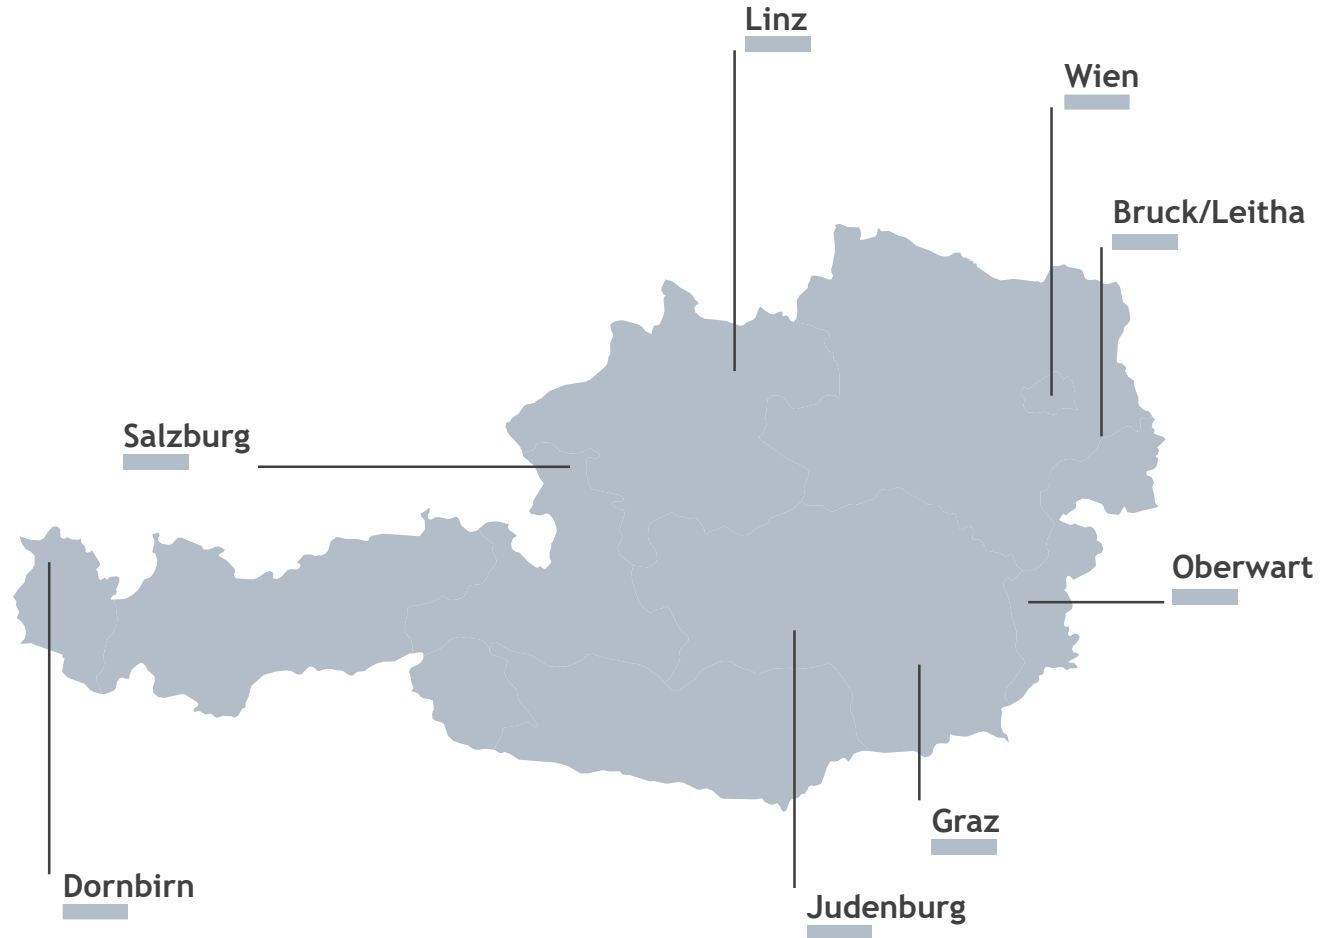 Linz
Wien
Bruck/Leitha
Salzburg
Oberwart
Graz
Dornbirn
Judenburg